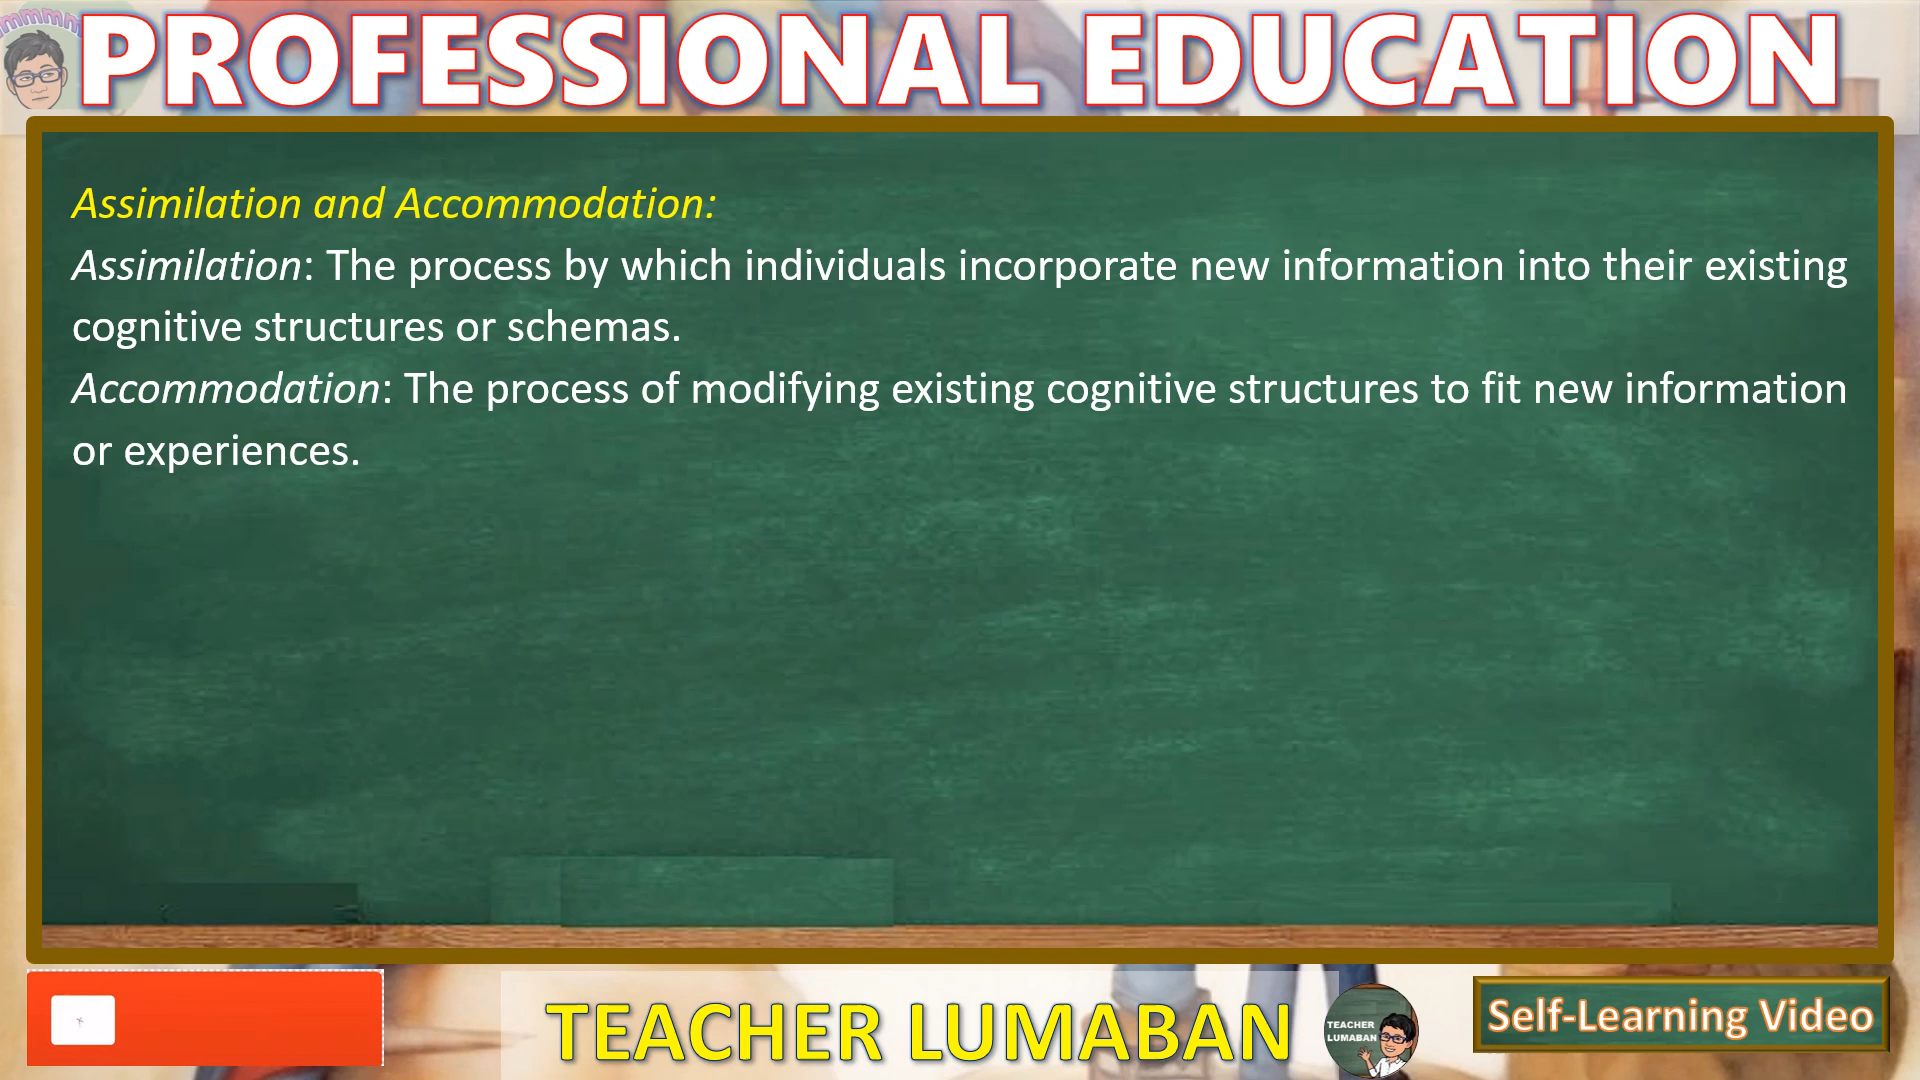 PROFESSIONAL EDUCATION
Assimilation and Accommodation:
Assimilation: The process by which individuals incorporate new information into their existing
cognitive structures or schemas.
Accommodation: The process of modifying existing cognitive structures to fit new information
or experiences.
TEACHER LUMABAN
TEACHER
LUMABAN
Self-Learning Video